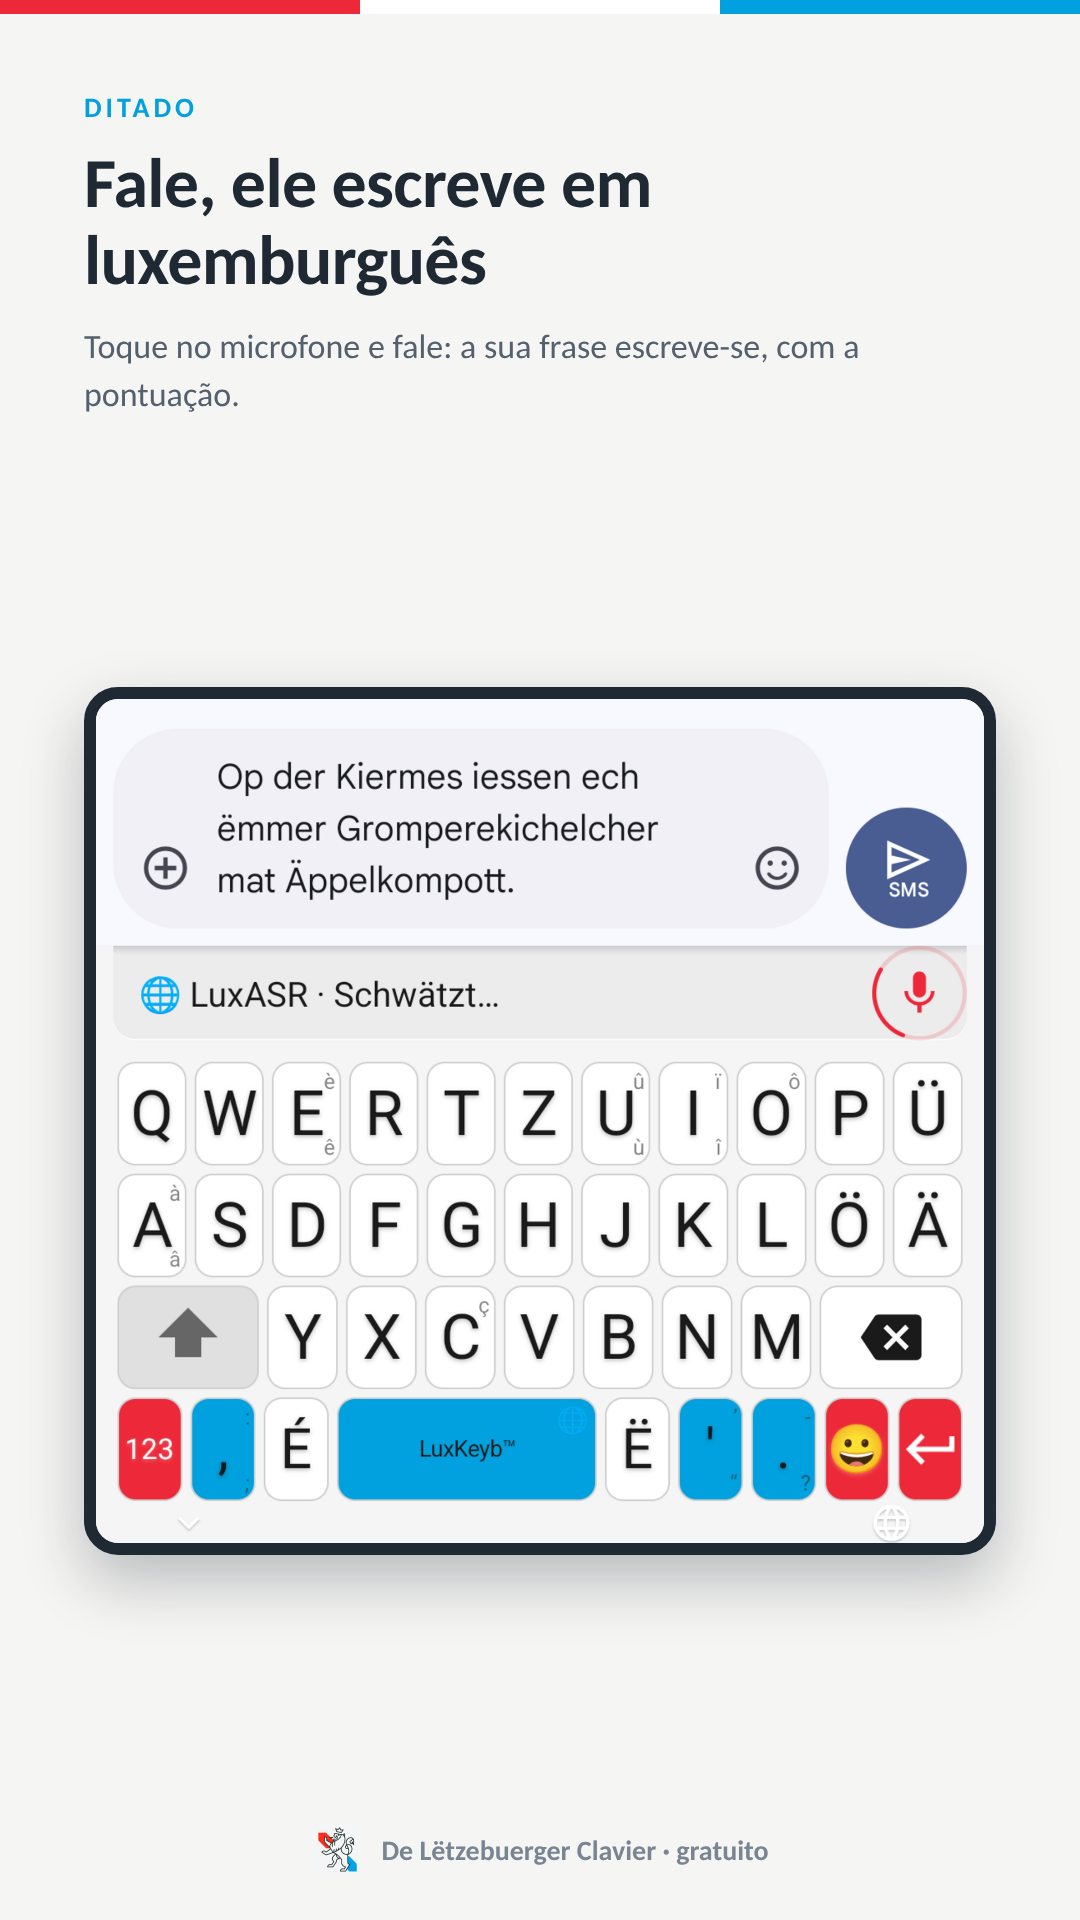 DITADO
Fale, ele escreve em
luxemburguês
Toque no microfone e fale: a sua frase escreve-se, com a
pontuação.
Op der Kiermes iessen ech
ëmmer Gromperekichelcher
mat Äppelkompott.
SMS
LuxASR · Schwätzt...
Q W E è ê R T Z U û ù I ï î O ô P Ü
A à â S D F G H J K L Ö Ä
Y X C ç V B N M
123 , : ; É LuxKeyb™ Ë ' ’ “ . - ? 
De Lëtzebuerger Clavier · gratuito